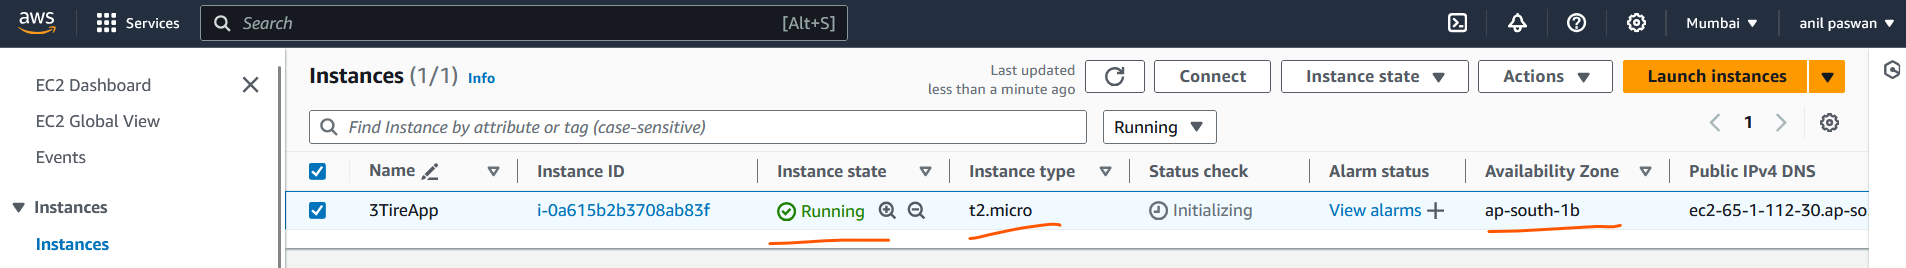 aws Services Search [Alt+S] Mumbai anil paswan
EC2 Dashboard
EC2 Global View
Events
Instances
Instances
Instances (1/1) Info
Last updated
less than a minute ago
Connect Instance state Actions Launch instances
Find Instance by attribute or tag (case-sensitive) Running 1
Name Instance ID Instance state Instance type Status check Alarm status Availability Zone Public IPv4 DNS
3TireApp i-0a615b2b3708ab83f Running t2.micro Initializing View alarms + ap-south-1b ec2-65-1-112-30.ap-so